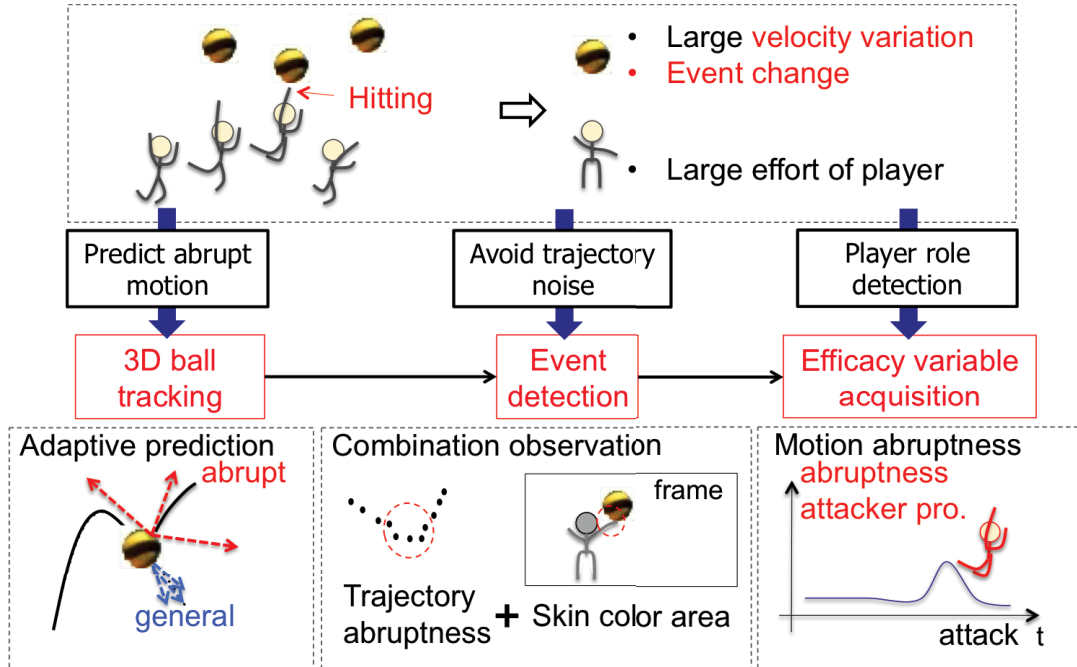 • Large velocity variation
• Event change
Hitting
• Large effort of player
Predict abrupt
motion
Avoid trajectory
noise
Player role
detection
3D ball
tracking
Event
detection
Efficacy variable
acquisition
Adaptive prediction
abrupt
general
Combination observation
frame
Trajectory
abruptness
+ Skin color area
Motion abruptness
abruptness
attacker pro.
attack t